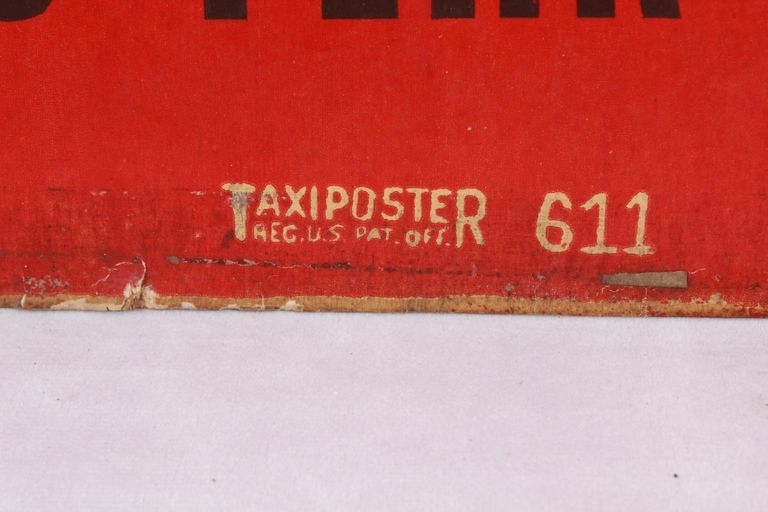 TAXIPOSTER 611
REG. U.S. PAT. OFF.